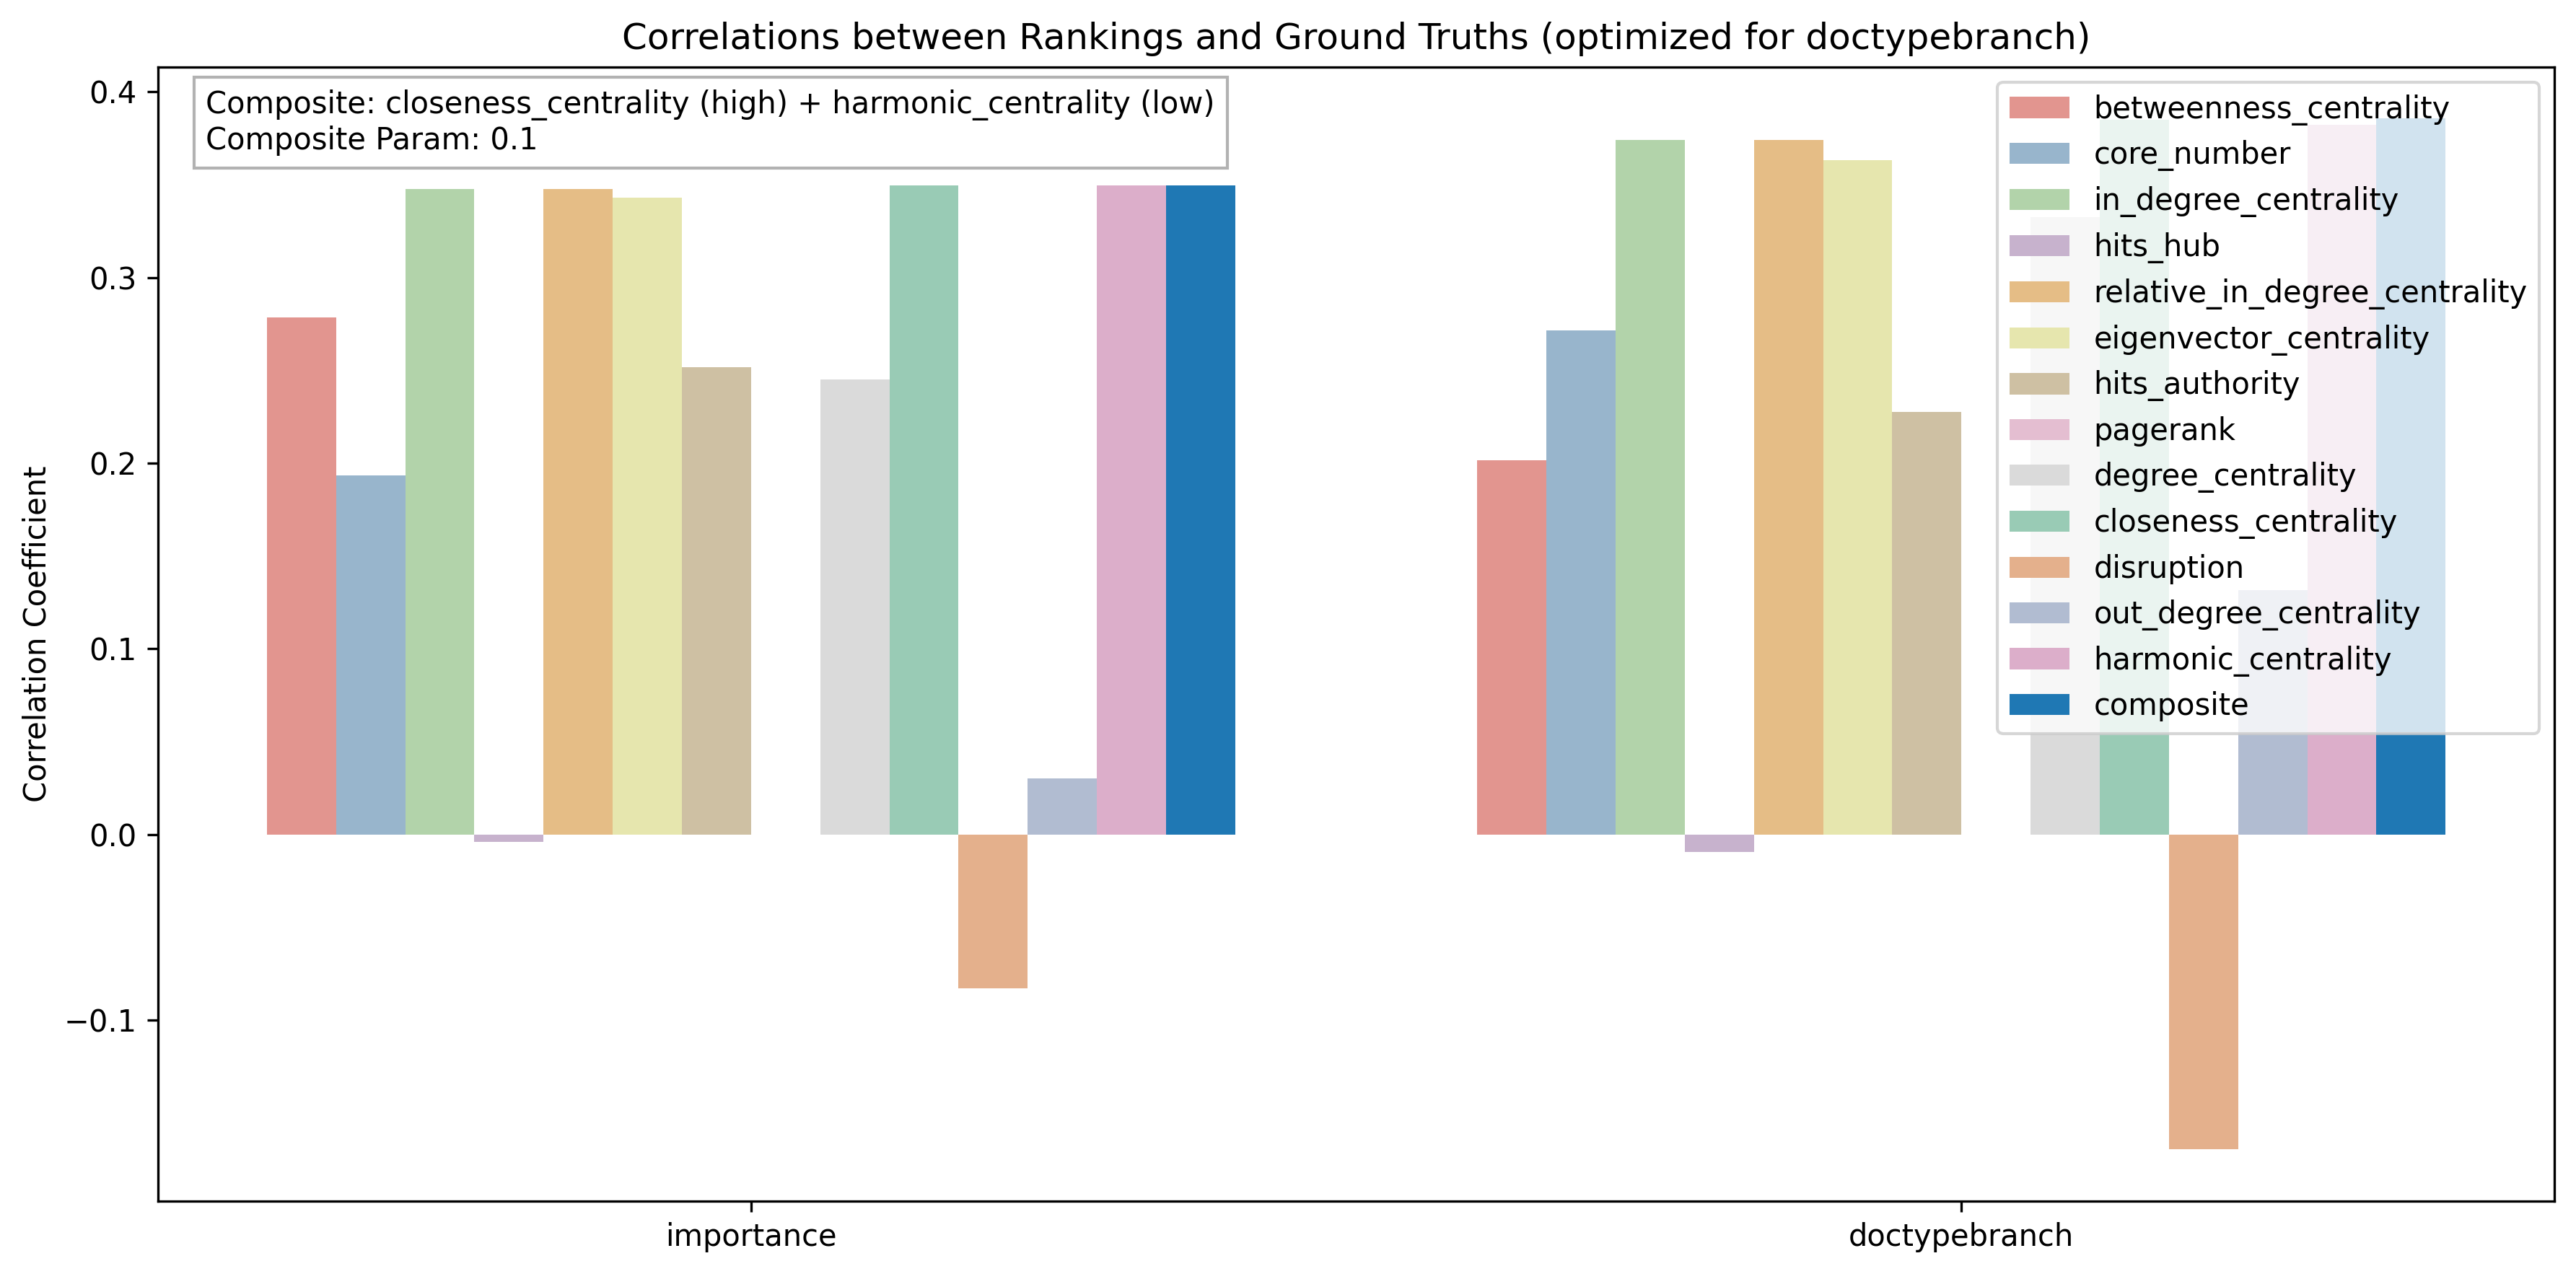 Correlations between Rankings and Ground Truths (optimized for doctypebranch)
Composite: closeness_centrality (high) + harmonic_centrality (low)
Composite Param: 0.1
betweenness_centrality
core_number
in_degree_centrality
hits_hub
relative_in_degree_centrality
eigenvector_centrality
hits_authority
pagerank
degree_centrality
closeness_centrality
disruption
out_degree_centrality
harmonic_centrality
composite
Correlation Coefficient
0.4
0.3
0.2
0.1
0.0
−0.1
importance
doctypebranch